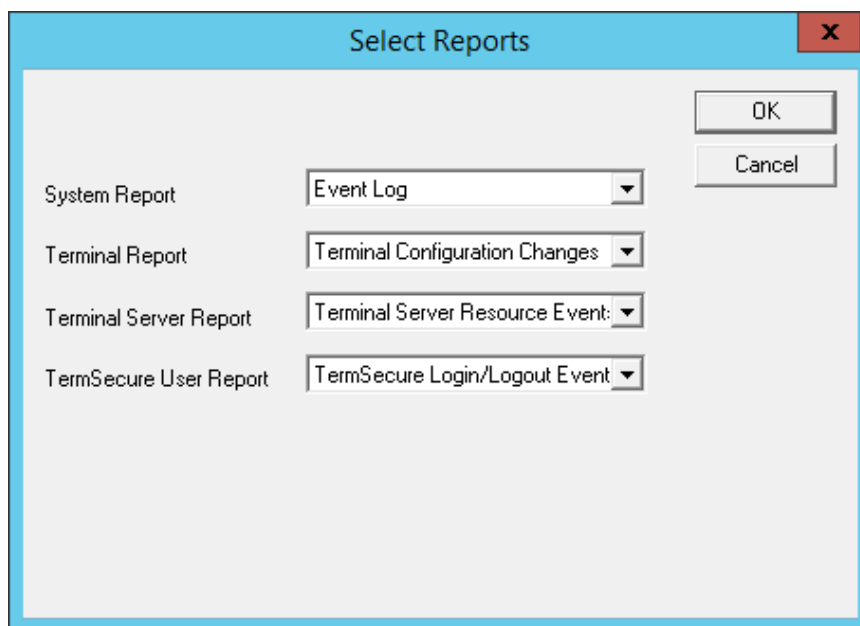 Select Reports
x
OK
Cancel
System Report
Event Log
Terminal Report
Terminal Configuration Changes
Terminal Server Report
Terminal Server Resource Event
TermSecure User Report
TermSecure Login/Logout Event